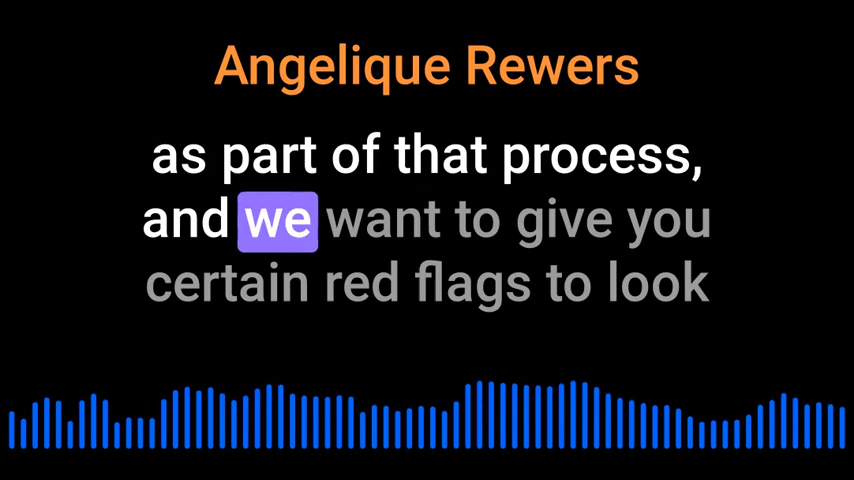 Angelique Rewers
as part of that process,
and we want to give you
certain red flags to look